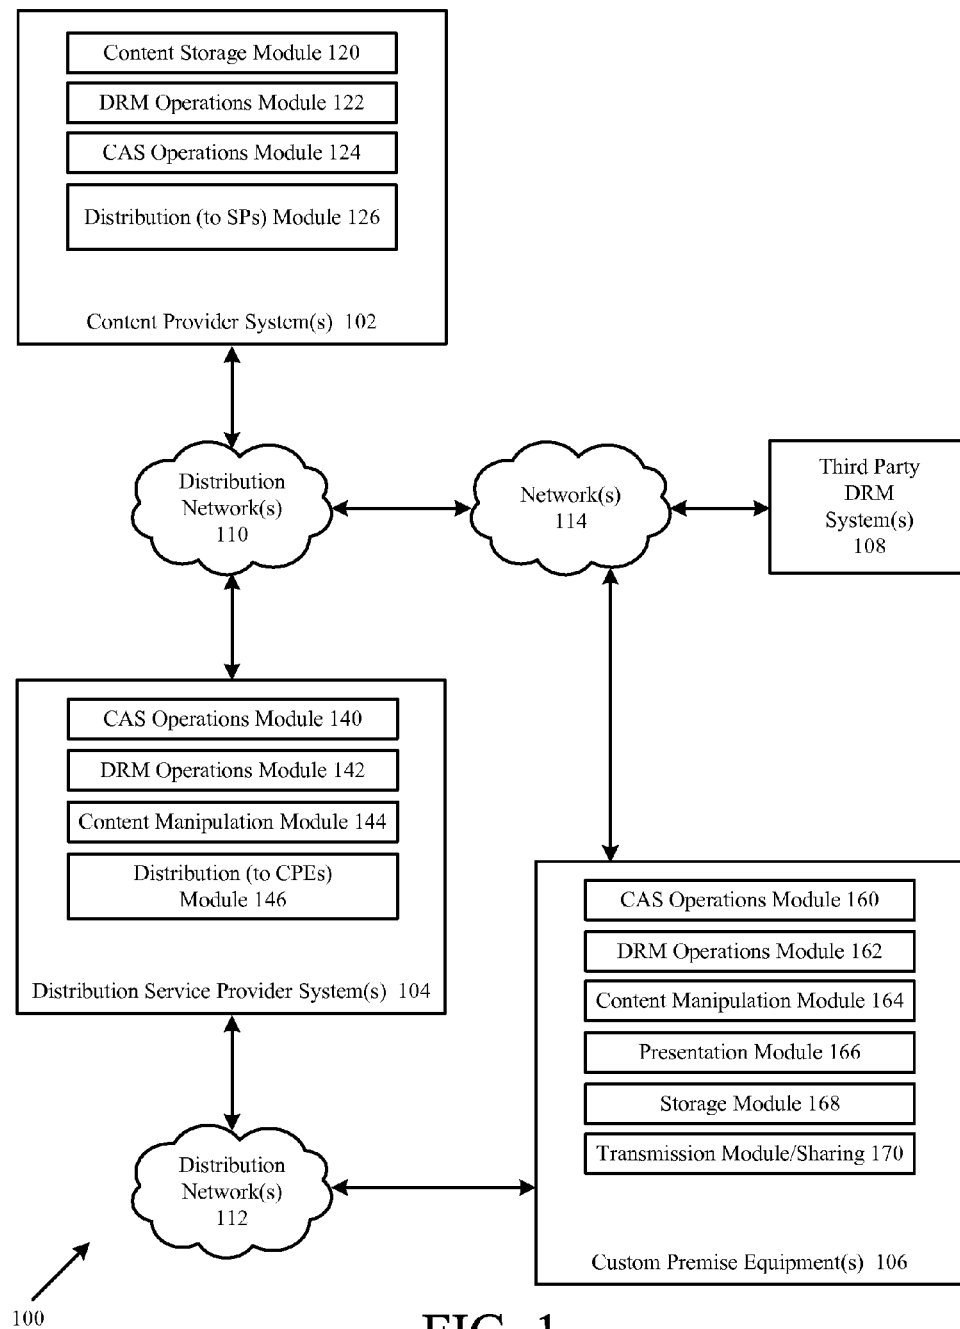 Content Storage Module 120
DRM Operations Module 122
CAS Operations Module 124
Distribution (to SPs) Module 126
Content Provider System(s) 102
Distribution
Network(s)
110
Network(s)
114
Third Party
DRM
System(s)
108
CAS Operations Module 140
DRM Operations Module 142
Content Manipulation Module 144
Distribution (to CPEs)
Module 146
Distribution Service Provider System(s) 104
CAS Operations Module 160
DRM Operations Module 162
Content Manipulation Module 164
Presentation Module 166
Storage Module 168
Transmission Module/Sharing 170
Custom Premise Equipment(s) 106
Distribution
Network(s)
112
100
FIG. 1